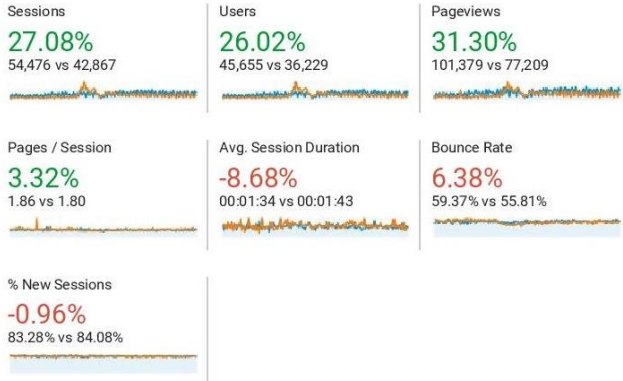 Sessions
27.08%
54,476 vs 42,867
Users
26.02%
45,655 vs 36,229
Pageviews
31.30%
101,379 vs 77,209
Pages / Session
3.32%
1.86 vs 1.80
Avg. Session Duration
-8.68%
00:01:34 vs 00:01:43
Bounce Rate
6.38%
59.37% vs 55.81%
% New Sessions
-0.96%
83.28% vs 84.08%